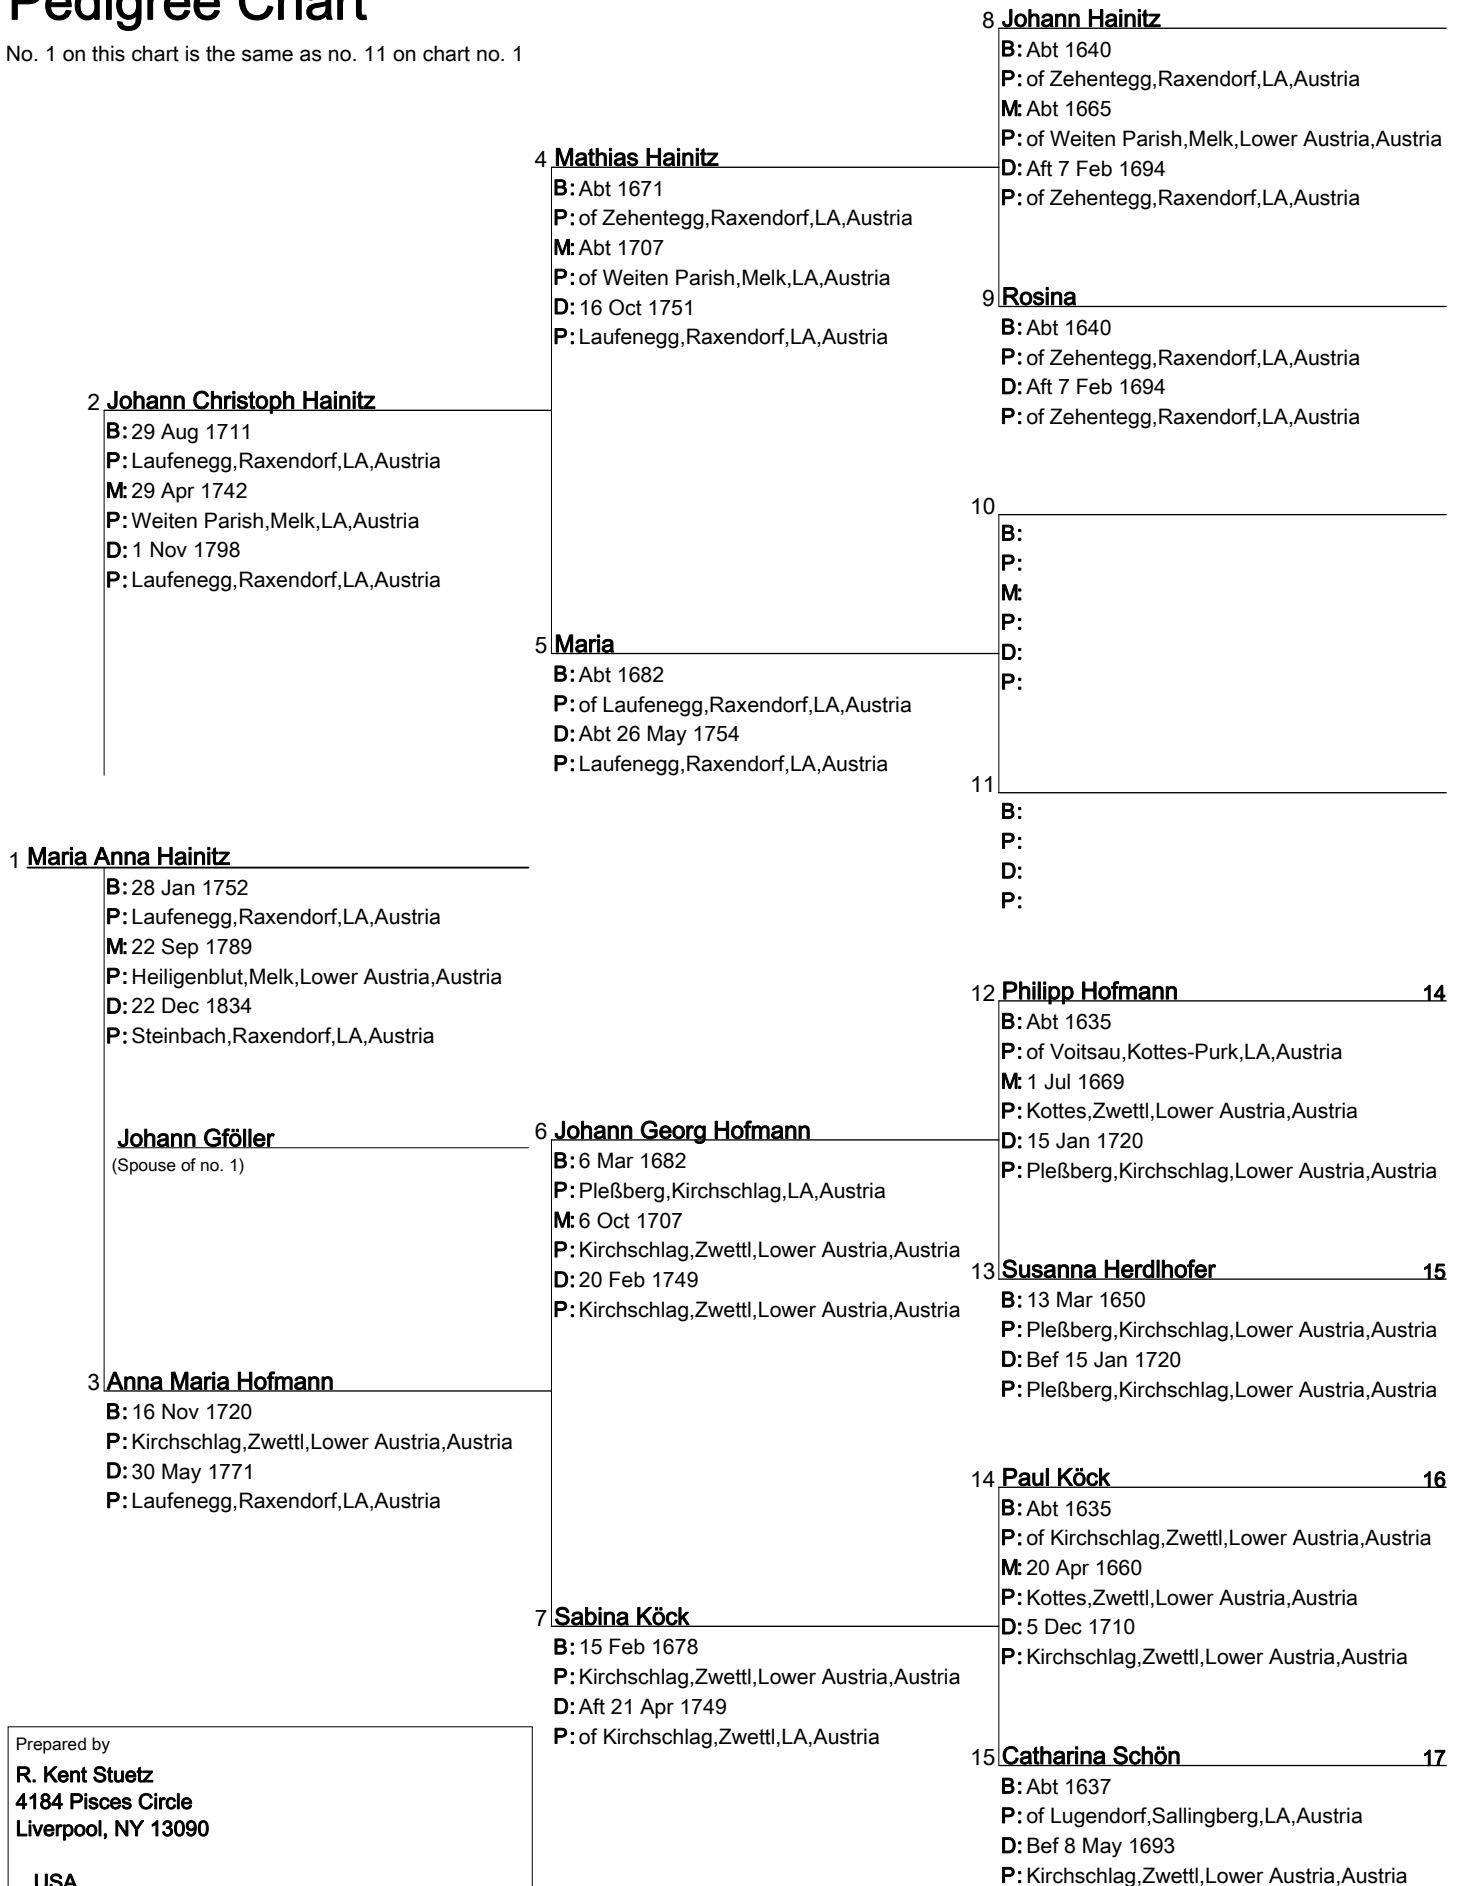 Pedigree Chart
No. 1 on this chart is the same as no. 11 on chart no. 1
8 Johann Hainitz
B: Abt 1640
P: of Zehentegg,Raxendorf,LA,Austria
M: Abt 1665
P: of Weiten Parish,Melk,Lower Austria,Austria
D: Aft 7 Feb 1694
P: of Zehentegg,Raxendorf,LA,Austria
4 Mathias Hainitz
B: Abt 1671
P: of Zehentegg,Raxendorf,LA,Austria
M: Abt 1707
P: of Weiten Parish,Melk,LA,Austria
D: 16 Oct 1751
P: Laufenegg,Raxendorf,LA,Austria
9 Rosina
B: Abt 1640
P: of Zehentegg,Raxendorf,LA,Austria
D: Aft 7 Feb 1694
P: of Zehentegg,Raxendorf,LA,Austria
2 Johann Christoph Hainitz
B: 29 Aug 1711
P: Laufenegg,Raxendorf,LA,Austria
M: 29 Apr 1742
P: Weiten Parish,Melk,LA,Austria
D: 1 Nov 1798
P: Laufenegg,Raxendorf,LA,Austria
10
B:
P:
M:
P:
D:
P:
5 Maria
B: Abt 1682
P: of Laufenegg,Raxendorf,LA,Austria
D: Abt 26 May 1754
P: Laufenegg,Raxendorf,LA,Austria
11
B:
P:
D:
P:
1 Maria Anna Hainitz
B: 28 Jan 1752
P: Laufenegg,Raxendorf,LA,Austria
M: 22 Sep 1789
P: Heiligenblut,Melk,Lower Austria,Austria
D: 22 Dec 1834
P: Steinbach,Raxendorf,LA,Austria
Johann Gföller
(Spouse of no. 1)
12 Philipp Hofmann 14
B: Abt 1635
P: of Voitsau,Kottes-Purk,LA,Austria
M: 1 Jul 1669
P: Kottes,Zwettl,Lower Austria,Austria
D: 15 Jan 1720
P: Pleßberg,Kirchschlag,Lower Austria,Austria
6 Johann Georg Hofmann
B: 6 Mar 1682
P: Pleßberg,Kirchschlag,LA,Austria
M: 6 Oct 1707
P: Kirchschlag,Zwettl,Lower Austria,Austria
D: 20 Feb 1749
P: Kirchschlag,Zwettl,Lower Austria,Austria
13 Susanna Herdlhofer 15
B: 13 Mar 1650
P: Pleßberg,Kirchschlag,Lower Austria,Austria
D: Bef 15 Jan 1720
P: Pleßberg,Kirchschlag,Lower Austria,Austria
3 Anna Maria Hofmann
B: 16 Nov 1720
P: Kirchschlag,Zwettl,Lower Austria,Austria
D: 30 May 1771
P: Laufenegg,Raxendorf,LA,Austria
14 Paul Köck 16
B: Abt 1635
P: of Kirchschlag,Zwettl,Lower Austria,Austria
M: 20 Apr 1660
P: Kottes,Zwettl,Lower Austria,Austria
D: 5 Dec 1710
P: Kirchschlag,Zwettl,Lower Austria,Austria
7 Sabina Köck
B: 15 Feb 1678
P: Kirchschlag,Zwettl,Lower Austria,Austria
D: Aft 21 Apr 1749
P: of Kirchschlag,Zwettl,LA,Austria
15 Catharina Schön 17
B: Abt 1637
P: of Lugendorf,Sallingberg,LA,Austria
D: Bef 8 May 1693
P: Kirchschlag,Zwettl,Lower Austria,Austria
Prepared by
R. Kent Stuetz
4184 Pisces Circle
Liverpool, NY 13090
USA